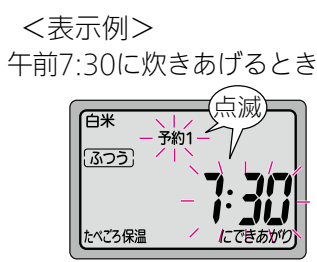 <表示例>
午前7:30に炊きあげるとき
点滅
白米
予約1
ふつう
7:30
たべごろ保温 にできあがり